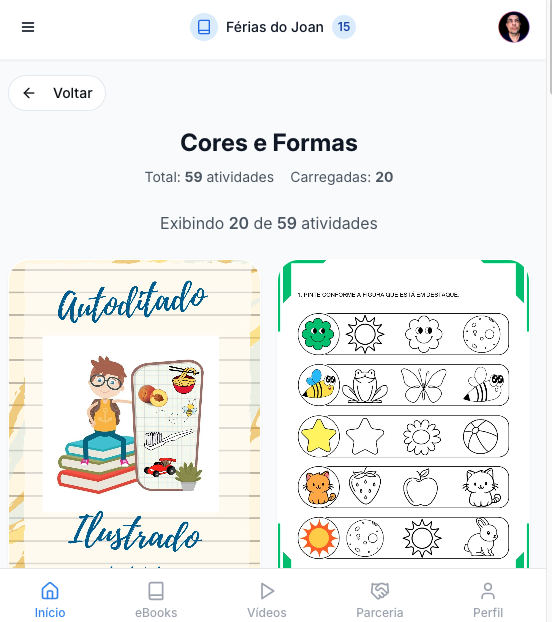 Férias do Joan 15
Voltar
Cores e Formas
Total: 59 atividades Carregadas: 20
Exibindo 20 de 59 atividades
Autoditado
Ilustrado
1. PINTE CONFORME A FIGURA QUE ESTÁ EM DESTAQUE.
Início eBooks Vídeos Parceria Perfil